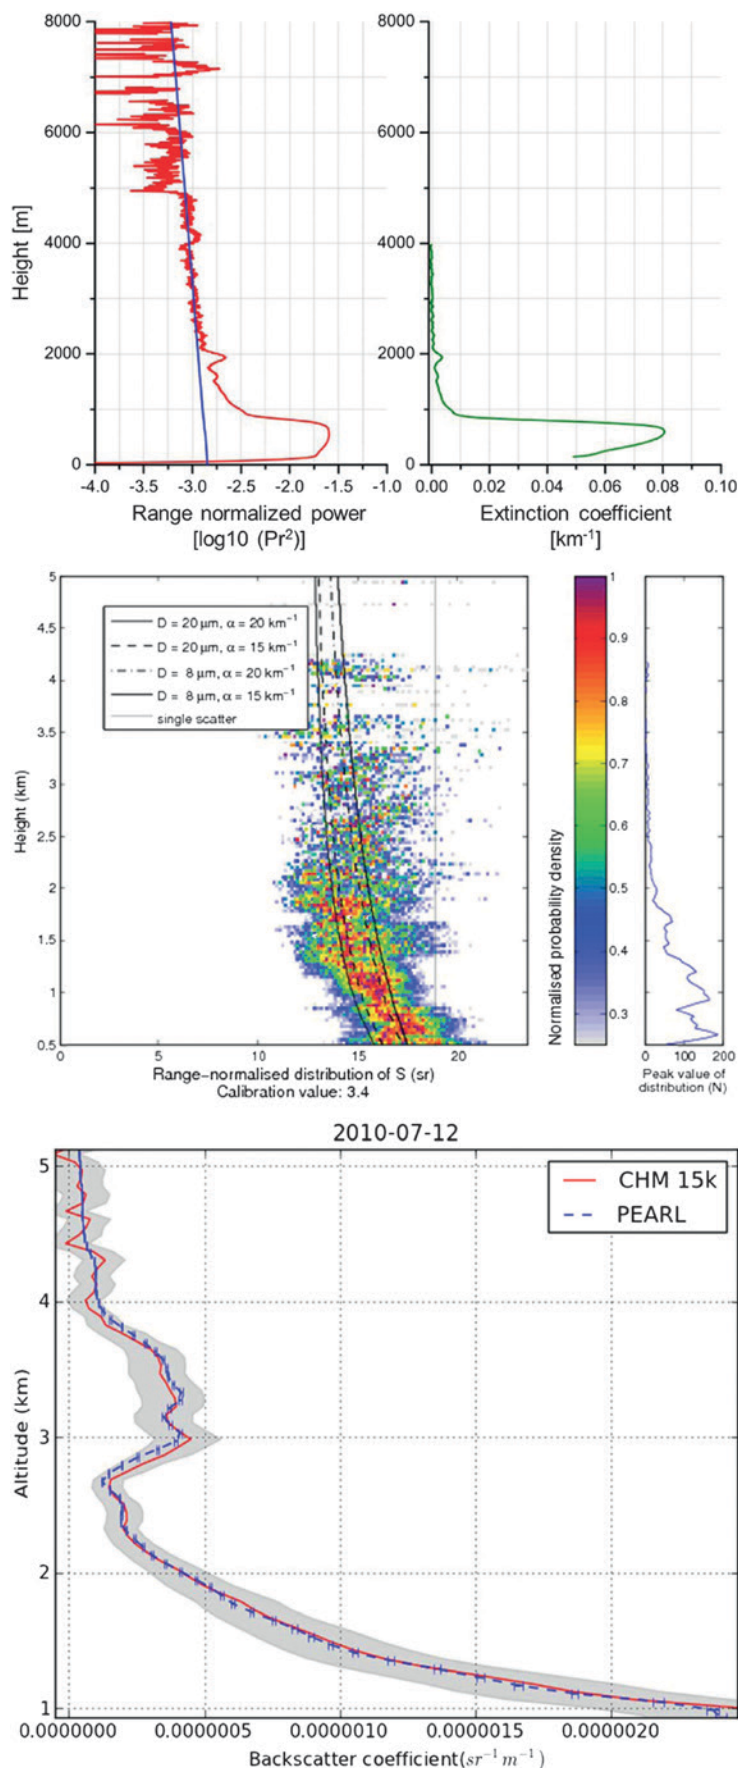 8000
6000
4000
2000
0
Height [m]
-4.0 -3.5 -3.0 -2.5 -2.0 -1.5 -1.0
Range normalized power
[log10 (Pr²)]
8000
6000
4000
2000
0
0.00 0.02 0.04 0.06 0.08 0.10
Extinction coefficient
[km⁻¹]
5
4.5
4
3.5
3
2.5
2
1.5
1
0.5
Height (km)
D = 20 μm, α = 20 km⁻¹
D = 20 μm, α = 15 km⁻¹
D = 8 μm, α = 20 km⁻¹
D = 8 μm, α = 15 km⁻¹
single scatter
0 5 10 15 20
Range-normalised distribution of S (sr)
Calibration value: 3.4
Normalised probability density
1
0.9
0.8
0.7
0.6
0.5
0.4
0.3
0 100 200
Peak value of
distribution (N)
2010-07-12
CHM 15k
PEARL
5
4
3
2
1
Altitude (km)
0.0000000 0.0000005 0.0000010 0.0000015 0.0000020
Backscatter coefficient(sr⁻¹m⁻¹)